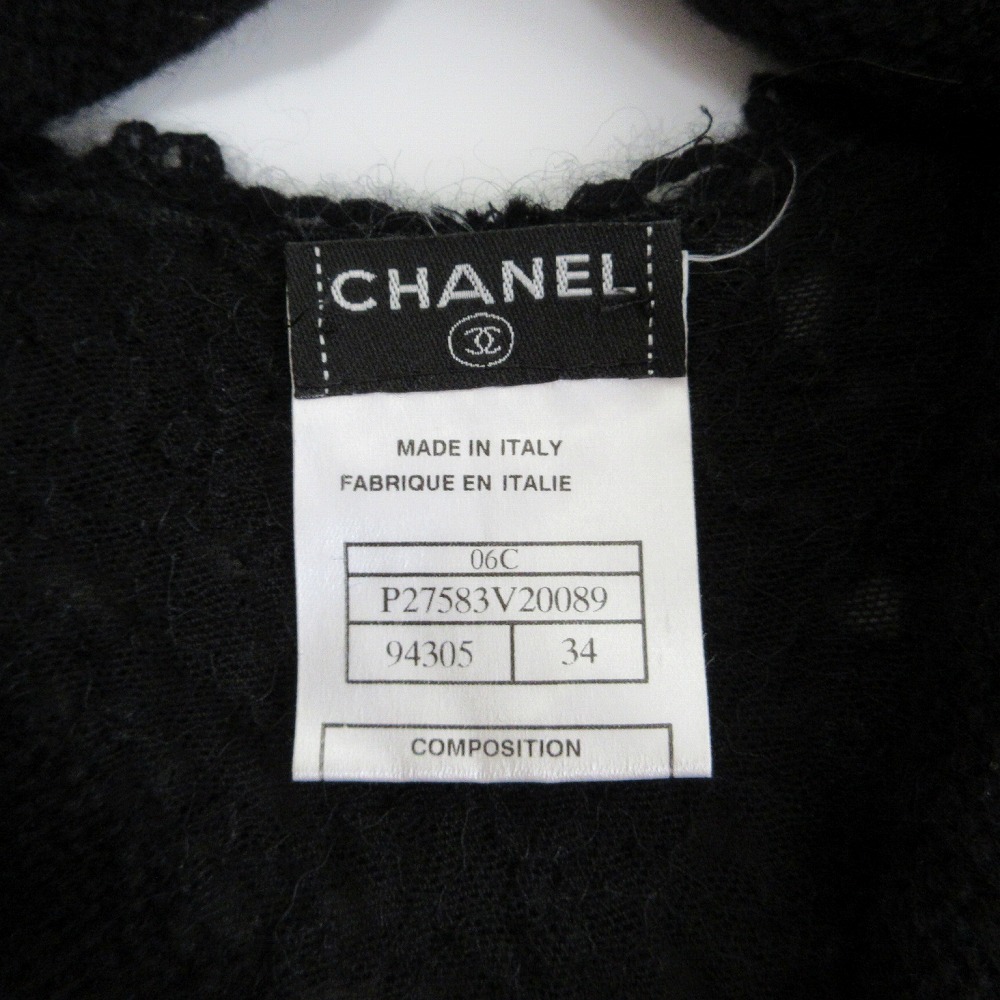 CHANEL
MADE IN ITALY
FABRIQUE EN ITALIE
06C
P27583V20089
94305 34
COMPOSITION